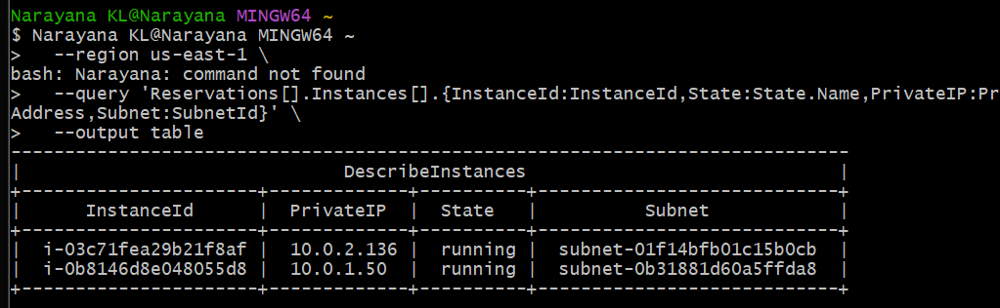 Narayana KL@Narayana MINGW64 ~
$ Narayana KL@Narayana MINGW64 ~
>   --region us-east-1 \
bash: Narayana: command not found
>   --query 'Reservations[].Instances[].{InstanceId:InstanceId,State:State.Name,PrivateIP:Pr
Address,Subnet:SubnetId}' \
>   --output table
-----------------------------------------------------------------------------------
|                                DescribeInstances                                |
+-----------------------+--------------+-----------+------------------------------+
|      InstanceId       |  PrivateIP   |  State    |           Subnet             |
+-----------------------+--------------+-----------+------------------------------+
|  i-03c71fea29b21f8af  |  10.0.2.136  |  running  |  subnet-01f14bfb01c15b0cb    |
|  i-0b8146d8e048055d8  |  10.0.1.50   |  running  |  subnet-0b31881d60a5ffda8    |
+-----------------------+--------------+-----------+------------------------------+